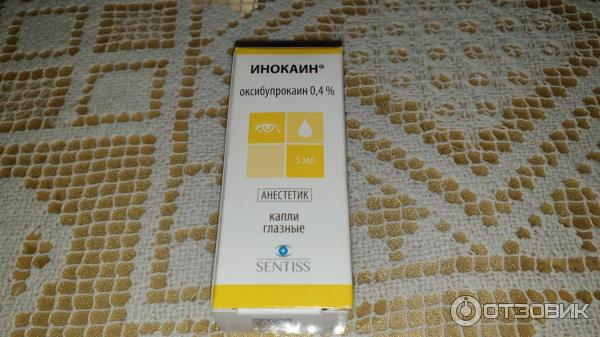 ИНОКАИН®
оксибупрокаин 0,4 %
5 мл
АНЕСТЕТИК
капли
глазные
SENTISS
ОТЗОВИК